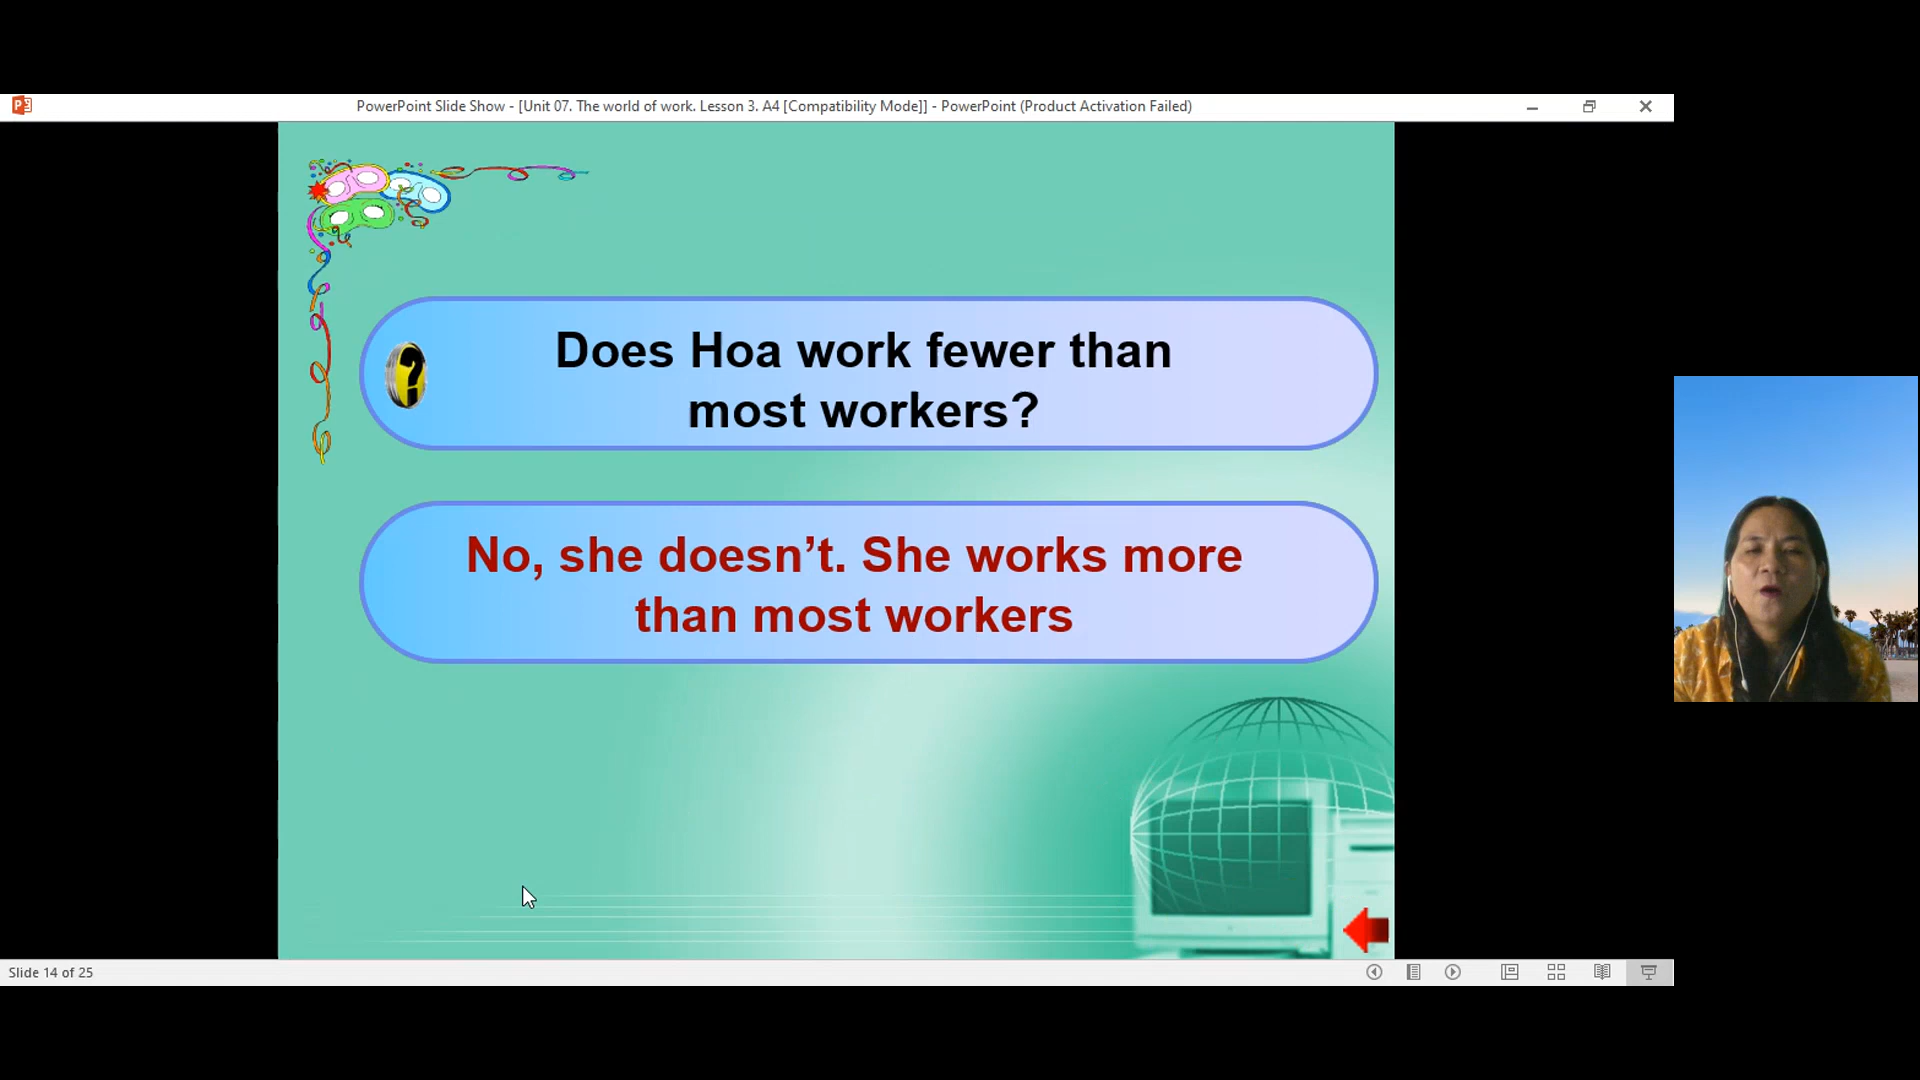 PowerPoint Slide Show - [Unit 07. The world of work. Lesson 3. A4 [Compatibility Mode]] - PowerPoint (Product Activation Failed)
Does Hoa work fewer than
most workers?
No, she doesn’t. She works more
than most workers
Slide 14 of 25